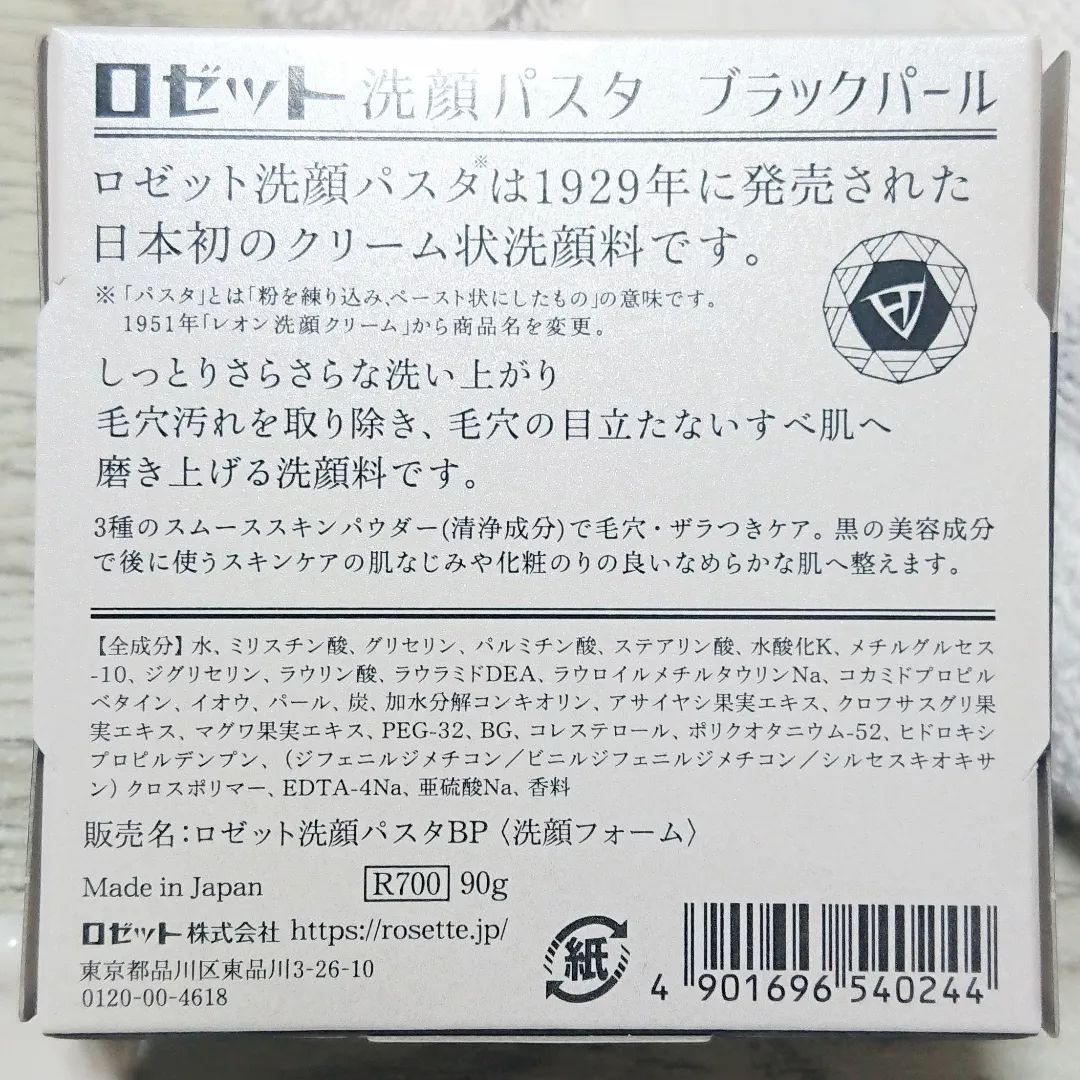 ロゼット洗顔パスタ ブラックパール
ロゼット洗顔パスタ※は1929年に発売された
日本初のクリーム状洗顔料です。
※「パスタ」とは「粉を練り込み、ペースト状にしたもの」の意味です。
1951年「レオン洗顔クリーム」から商品名を変更。
しっとりさらさらな洗い上がり
毛穴汚れを取り除き、毛穴の目立たないすべ肌へ
磨き上げる洗顔料です。
3種のスムーススキンパウダー(清浄成分)で毛穴・ザラつきケア。黒の美容成分
で後に使うスキンケアの肌なじみや化粧のりの良いなめらかな肌へ整えます。
【全成分】水、ミリスチン酸、グリセリン、パルミチン酸、ステアリン酸、水酸化K、メチルグルセス
-10、ジグリセリン、ラウリン酸、ラウラミドDEA、ラウロイルメチルタウリンNa、コカミドプロピル
ベタイン、イオウ、パール、炭、加水分解コンキオリン、アサイヤシ果実エキス、クロフサスグリ果
実エキス、マグワ果実エキス、PEG-32、BG、コレステロール、ポリクオタニウム-52、ヒドロキシ
プロピルデンプン、(ジフェニルジメチコン/ビニルジフェニルジメチコン/シルセスキオキサ
ン)クロスポリマー、EDTA-4Na、亜硫酸Na、香料
販売名:ロゼット洗顔パスタBP〈洗顔フォーム〉
Made in Japan R700 90g
ロゼット株式会社 https://rosette.jp/
東京都品川区東品川3-26-10
0120-00-4618
紙
4 901696 540244